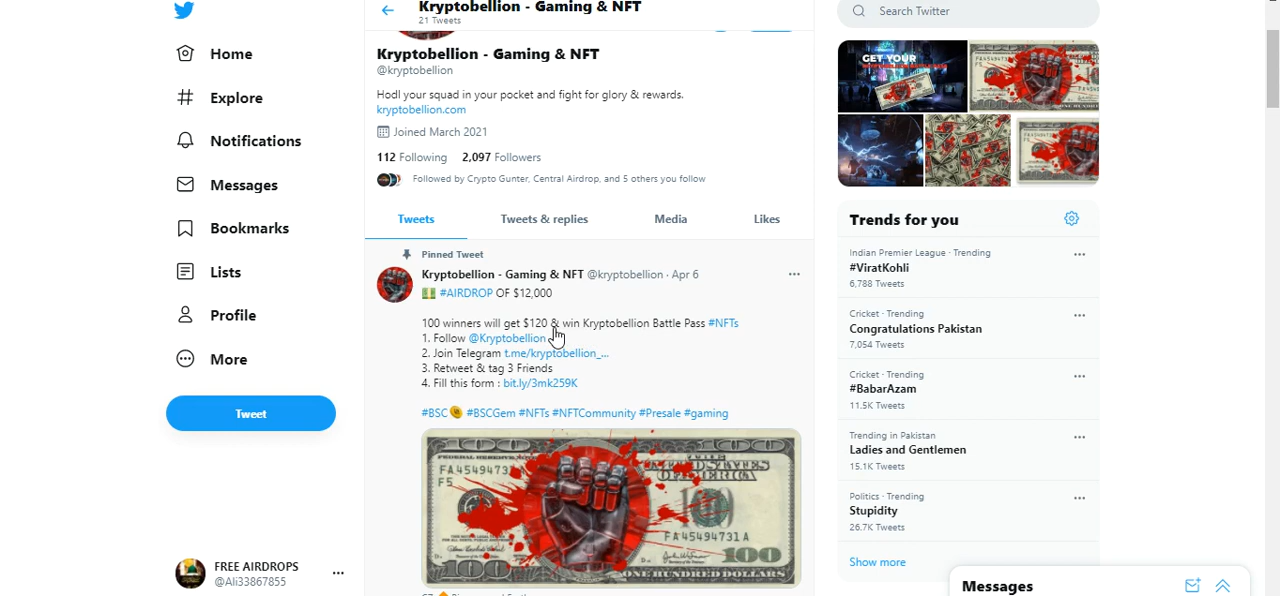 Kryptobellion - Gaming & NFT
21 Tweets
Search Twitter
Home
Explore
Notifications
Messages
Bookmarks
Lists
Profile
More
Tweet
FREE AIRDROPS
@Ali33867855
Kryptobellion - Gaming & NFT
@kryptobellion
Hodl your squad in your pocket and fight for glory & rewards.
kryptobellion.com
Joined March 2021
112 Following 2,097 Followers
Followed by Crypto Gunter, Central Airdrop, and 5 others you follow
Tweets Tweets & replies Media Likes
Pinned Tweet
Kryptobellion - Gaming & NFT @kryptobellion · Apr 6
#AIRDROP OF $12,000
100 winners will get $120 & win Kryptobellion Battle Pass #NFTs
1. Follow @Kryptobellion
2. Join Telegram t.me/kryptobellion_...
3. Retweet & tag 3 Friends
4. Fill this form : bit.ly/3mk259K
#BSC #BSCGem #NFTs #NFTCommunity #Presale #gaming
FEDERAL RESERVE
F5
FA45494731A
100
ONE HUNDRED DOLLARS
GET YOUR
Trends for you
Indian Premier League · Trending
#ViratKohli
6,788 Tweets
Cricket · Trending
Congratulations Pakistan
7,054 Tweets
Cricket · Trending
#BabarAzam
11.5K Tweets
Trending in Pakistan
Ladies and Gentlemen
15.1K Tweets
Politics · Trending
Stupidity
26.7K Tweets
Show more
Messages